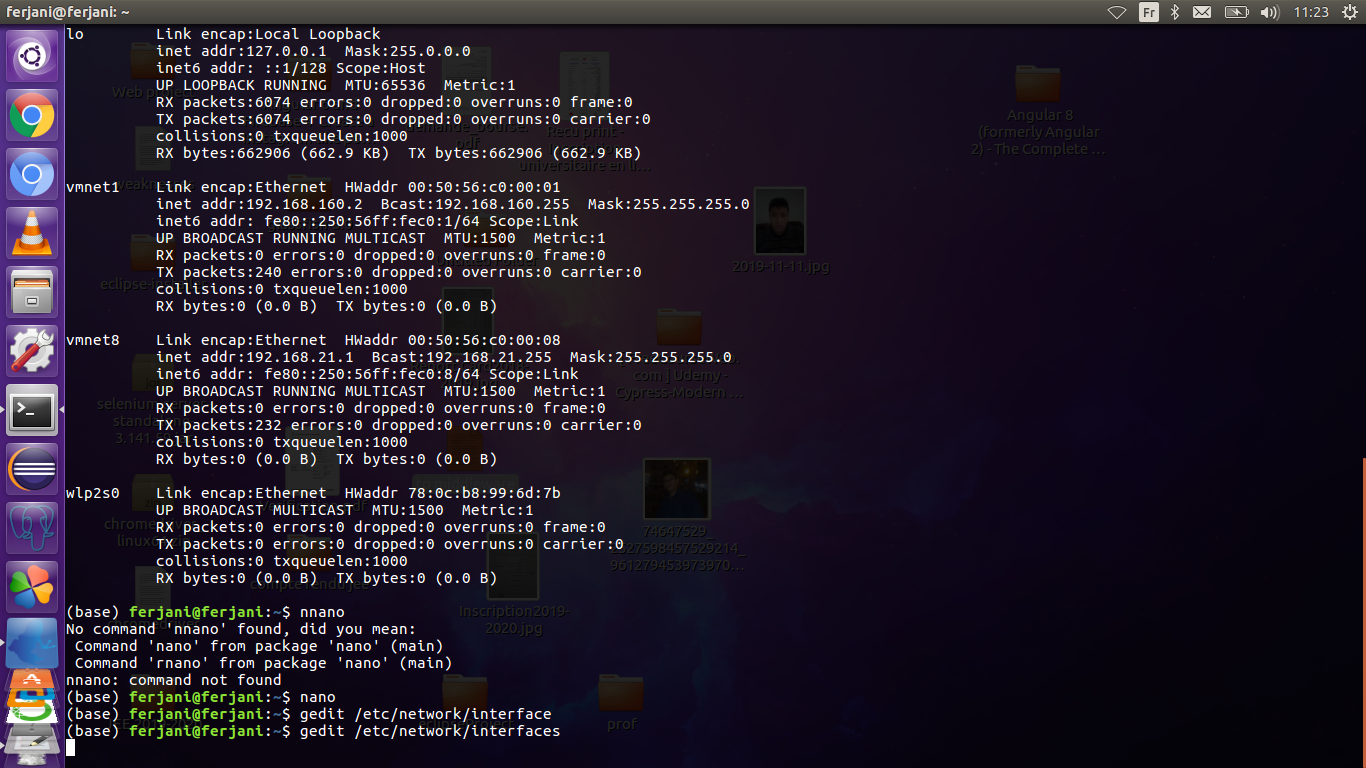 ferjani@ferjani: ~
Fr
11:23
lo Link encap:Local Loopback
inet addr:127.0.0.1 Mask:255.0.0.0
inet6 addr: ::1/128 Scope:Host
UP LOOPBACK RUNNING MTU:65536 Metric:1
RX packets:6074 errors:0 dropped:0 overruns:0 frame:0
TX packets:6074 errors:0 dropped:0 overruns:0 carrier:0
collisions:0 txqueuelen:1000
RX bytes:662906 (662.9 KB) TX bytes:662906 (662.9 KB)
vmnet1 Link encap:Ethernet HWaddr 00:50:56:c0:00:01
inet addr:192.168.160.2 Bcast:192.168.160.255 Mask:255.255.255.0
inet6 addr: fe80::250:56ff:fec0:1/64 Scope:Link
UP BROADCAST RUNNING MULTICAST MTU:1500 Metric:1
RX packets:0 errors:0 dropped:0 overruns:0 frame:0
TX packets:240 errors:0 dropped:0 overruns:0 carrier:0
collisions:0 txqueuelen:1000
RX bytes:0 (0.0 B) TX bytes:0 (0.0 B)
vmnet8 Link encap:Ethernet HWaddr 00:50:56:c0:00:08
inet addr:192.168.21.1 Bcast:192.168.21.255 Mask:255.255.255.0
inet6 addr: fe80::250:56ff:fec0:8/64 Scope:Link
UP BROADCAST RUNNING MULTICAST MTU:1500 Metric:1
RX packets:0 errors:0 dropped:0 overruns:0 frame:0
TX packets:232 errors:0 dropped:0 overruns:0 carrier:0
collisions:0 txqueuelen:1000
RX bytes:0 (0.0 B) TX bytes:0 (0.0 B)
wlp2s0 Link encap:Ethernet HWaddr 78:0c:b8:99:6d:7b
UP BROADCAST MULTICAST MTU:1500 Metric:1
RX packets:0 errors:0 dropped:0 overruns:0 frame:0
TX packets:0 errors:0 dropped:0 overruns:0 carrier:0
collisions:0 txqueuelen:1000
RX bytes:0 (0.0 B) TX bytes:0 (0.0 B)
(base) ferjani@ferjani:~$ nnano
No command 'nnano' found, did you mean:
Command 'nano' from package 'nano' (main)
Command 'rnano' from package 'nano' (main)
nnano: command not found
(base) ferjani@ferjani:~$ nano
(base) ferjani@ferjani:~$ gedit /etc/network/interface
(base) ferjani@ferjani:~$ gedit /etc/network/interfaces
Angular 8
(formerly Angular
2) - The Complete ...
2019-11-11.jpg
com ] Udemy -
Cypress-Modern ...
74647529_
961279453973970...
Inscription2019-
2020.jpg
prof